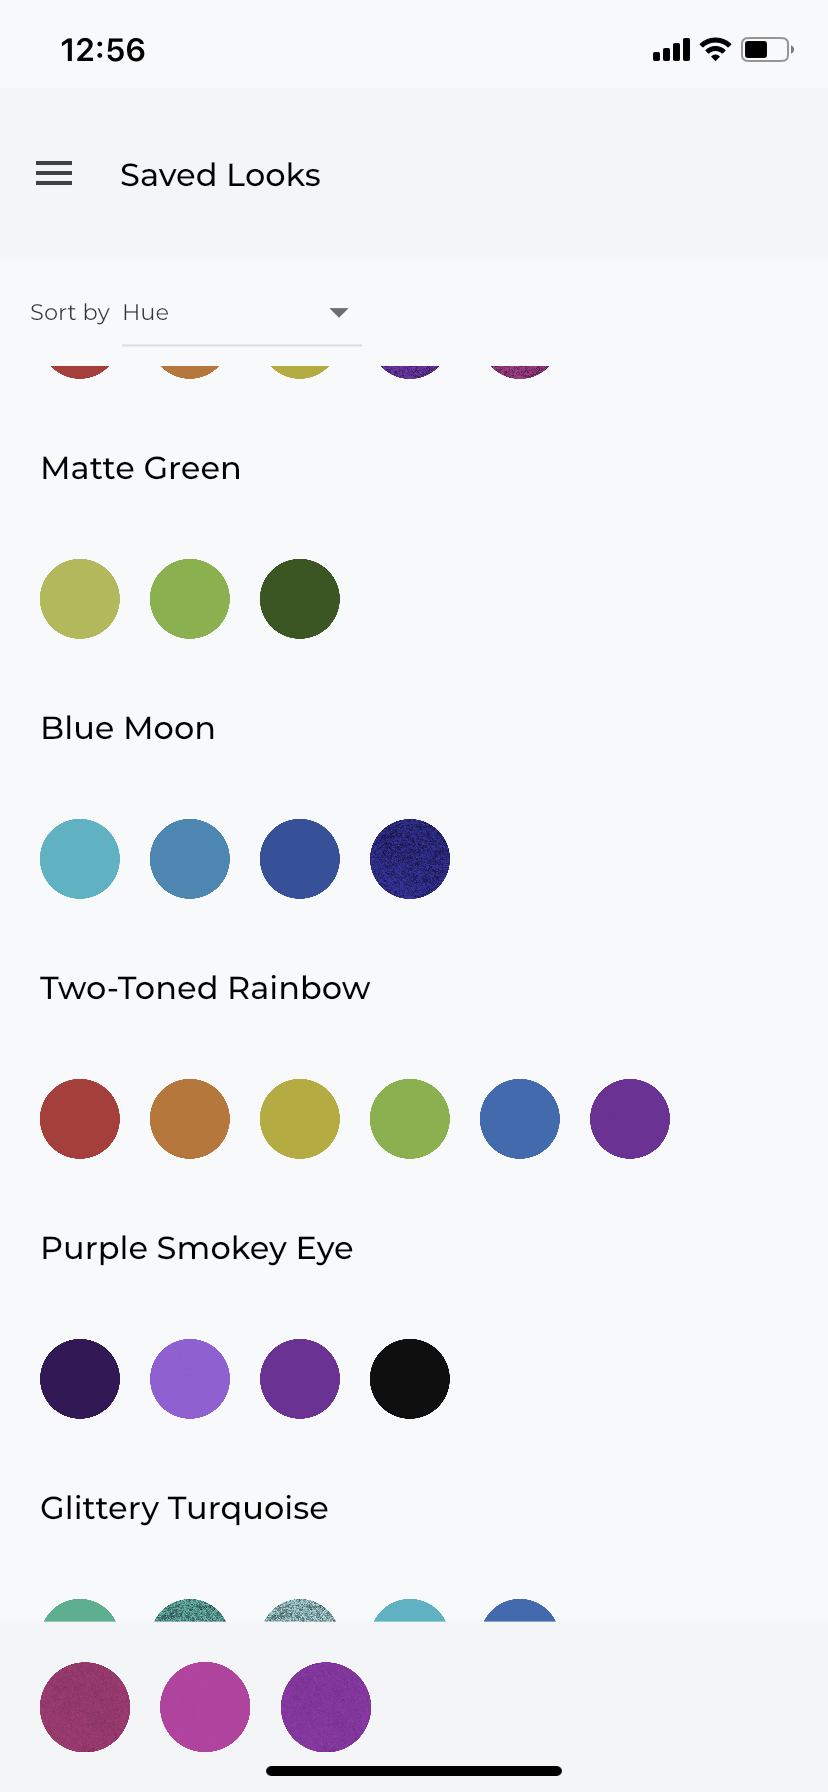 12:56
Saved Looks
Sort by Hue
Matte Green
Blue Moon
Two-Toned Rainbow
Purple Smokey Eye
Glittery Turquoise